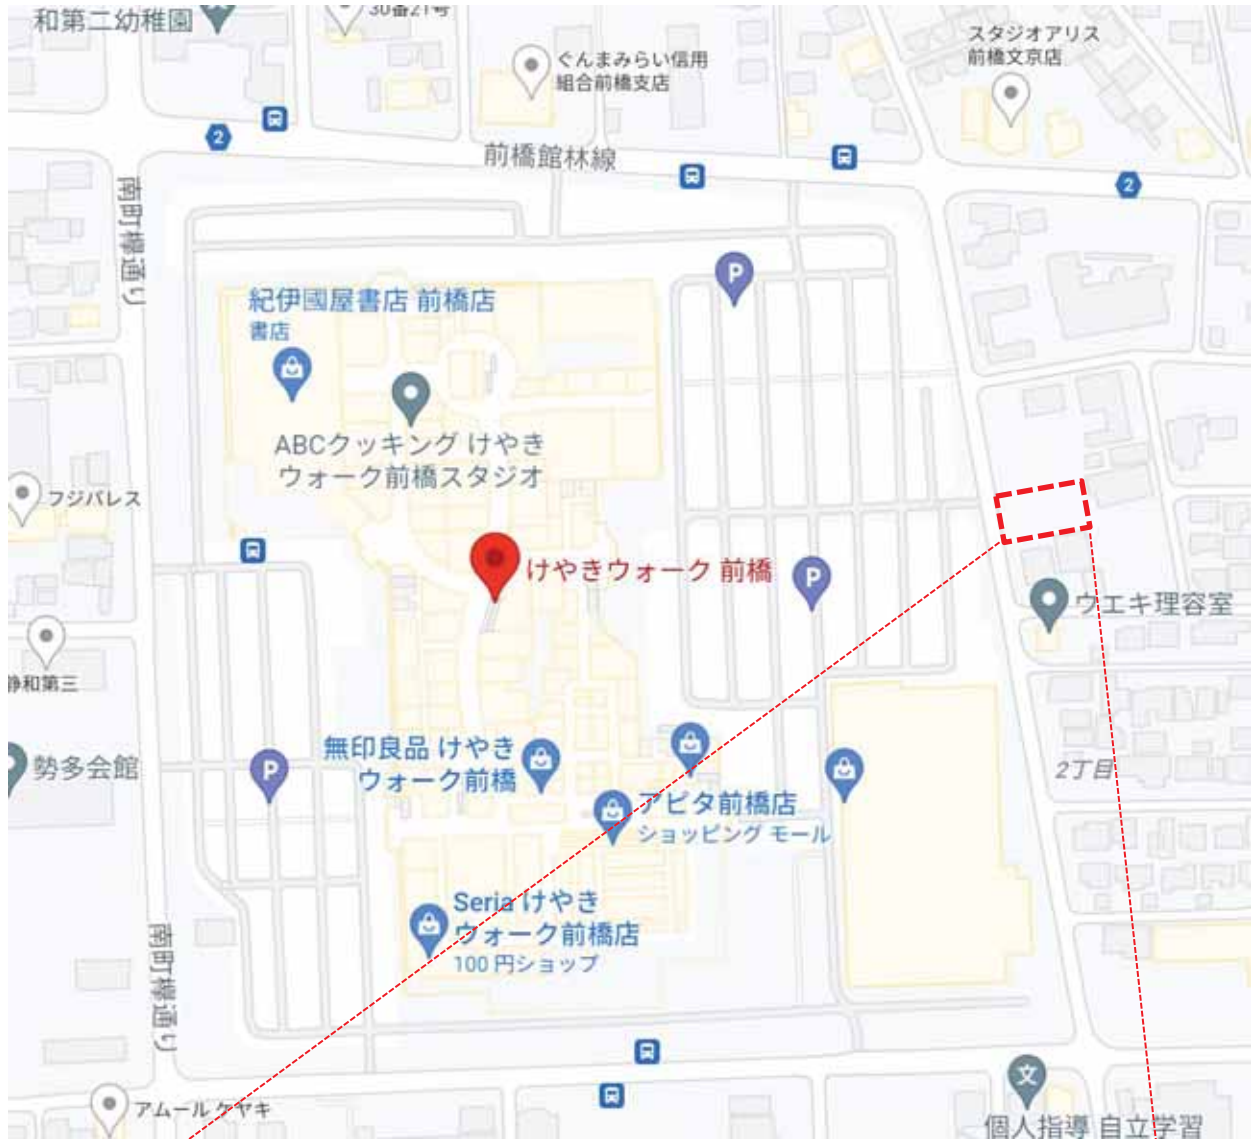 和第二幼稚園
30番21号
ぐんまみらい信用
組合前橋支店
スタジオアリス
前橋文京店
2
前橋館林線
2
南町欅通り
P
紀伊國屋書店 前橋店
書店
ABCクッキング けやき
ウォーク前橋スタジオ
フジパレス
けやきウォーク 前橋
P
ウエキ理容室
静和第三
無印良品 けやき
ウォーク前橋
勢多会館
P
2丁目
アピタ前橋店
ショッピング モール
Seria けやき
ウォーク前橋店
100 円ショップ
南町欅通り
文
アムール ケヤキ
個人指導 自立学習